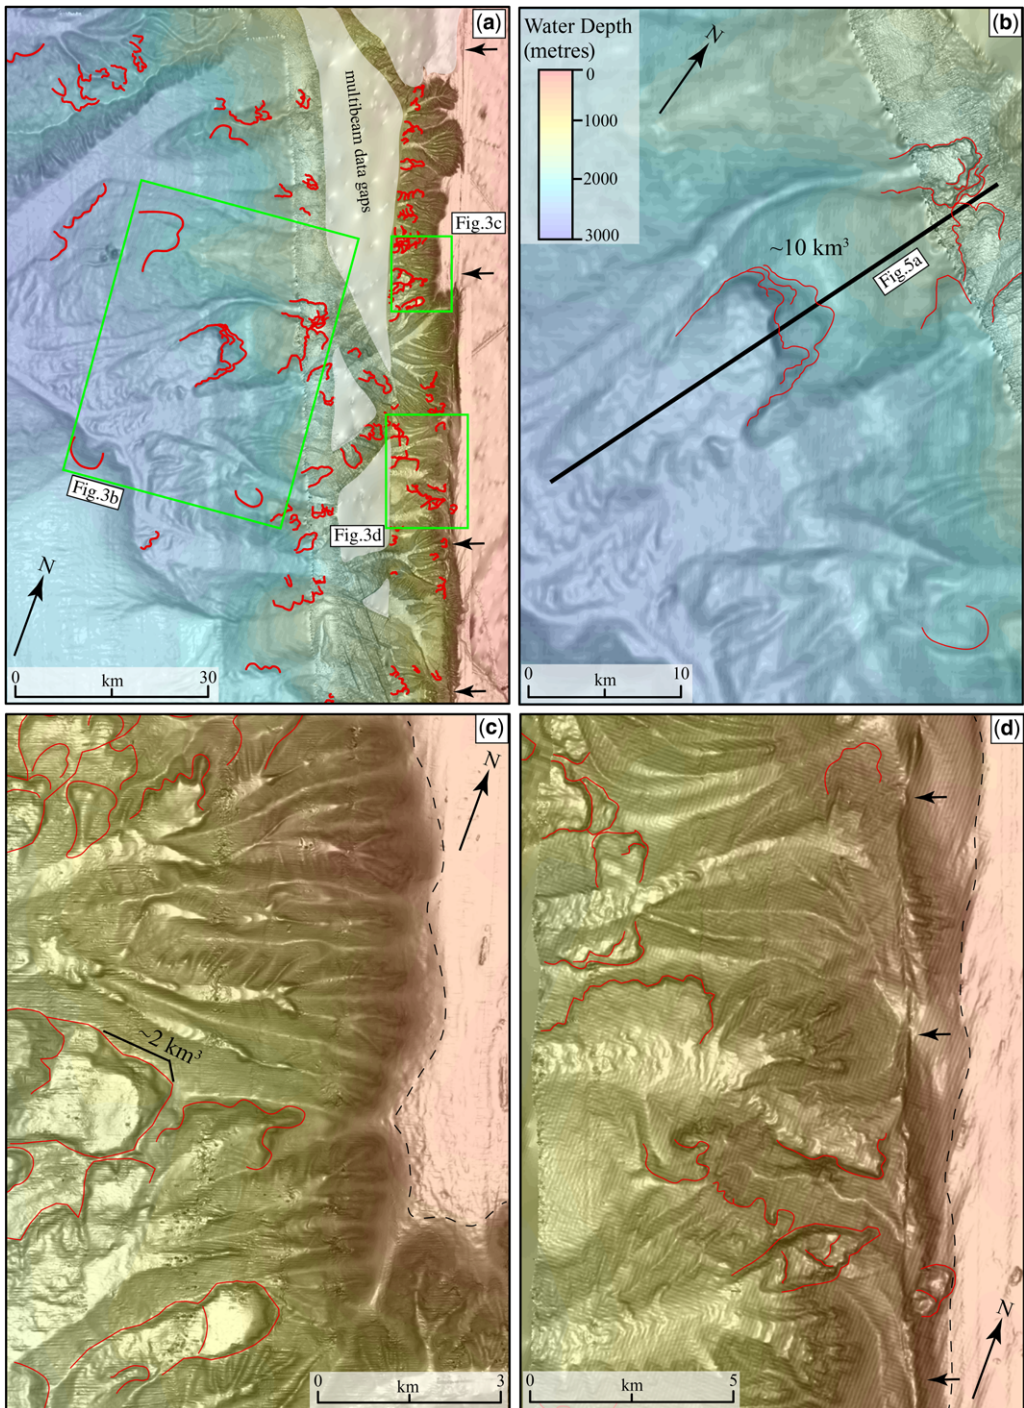 (a)
multibeam data gaps
Fig.3c
Fig.3b
Fig.3d
N
0 30
km
(b)
Water Depth
(metres)
0
1000
2000
3000
N
~10 km³
Fig.5a
0 10
km
(c)
N
~2 km³
0 3
km
(d)
N
0 5
km